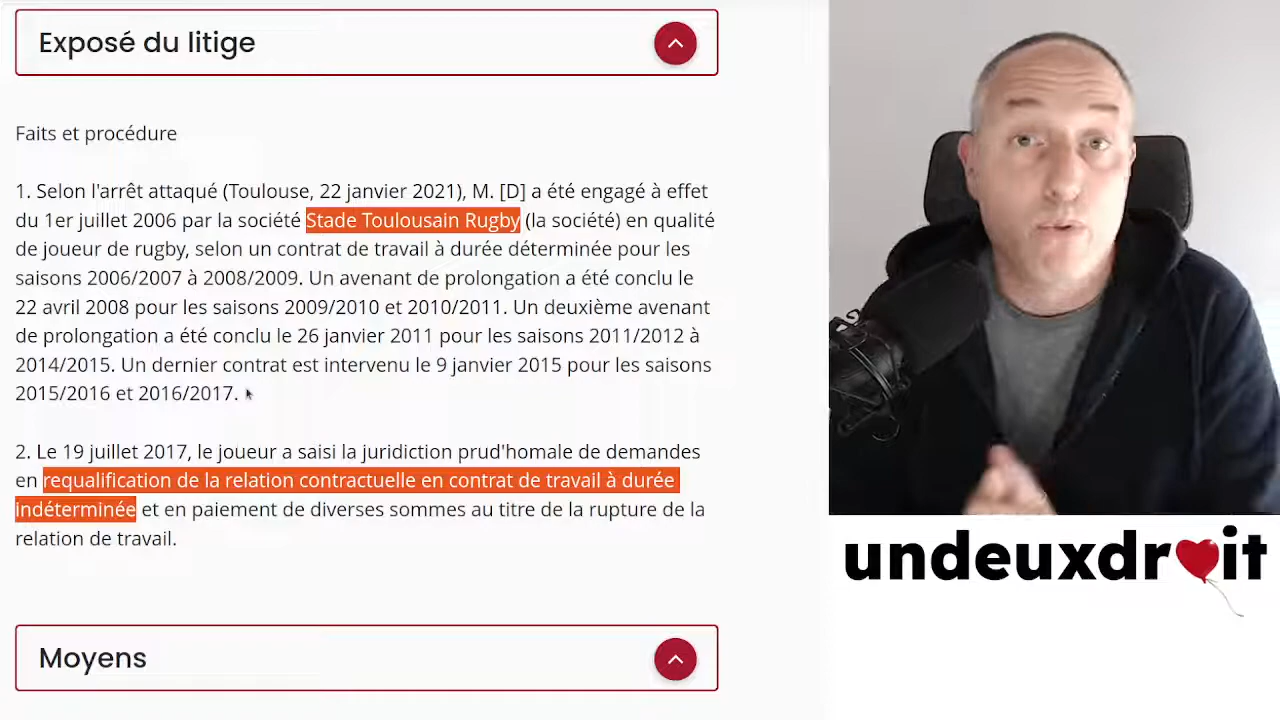 Exposé du litige
Faits et procédure
1. Selon l'arrêt attaqué (Toulouse, 22 janvier 2021), M. [D] a été engagé à effet
du 1er juillet 2006 par la société Stade Toulousain Rugby (la société) en qualité
de joueur de rugby, selon un contrat de travail à durée déterminée pour les
saisons 2006/2007 à 2008/2009. Un avenant de prolongation a été conclu le
22 avril 2008 pour les saisons 2009/2010 et 2010/2011. Un deuxième avenant
de prolongation a été conclu le 26 janvier 2011 pour les saisons 2011/2012 à
2014/2015. Un dernier contrat est intervenu le 9 janvier 2015 pour les saisons
2015/2016 et 2016/2017.
2. Le 19 juillet 2017, le joueur a saisi la juridiction prud'homale de demandes
en requalification de la relation contractuelle en contrat de travail à durée
indéterminée et en paiement de diverses sommes au titre de la rupture de la
relation de travail.
Moyens
undeuxdroit